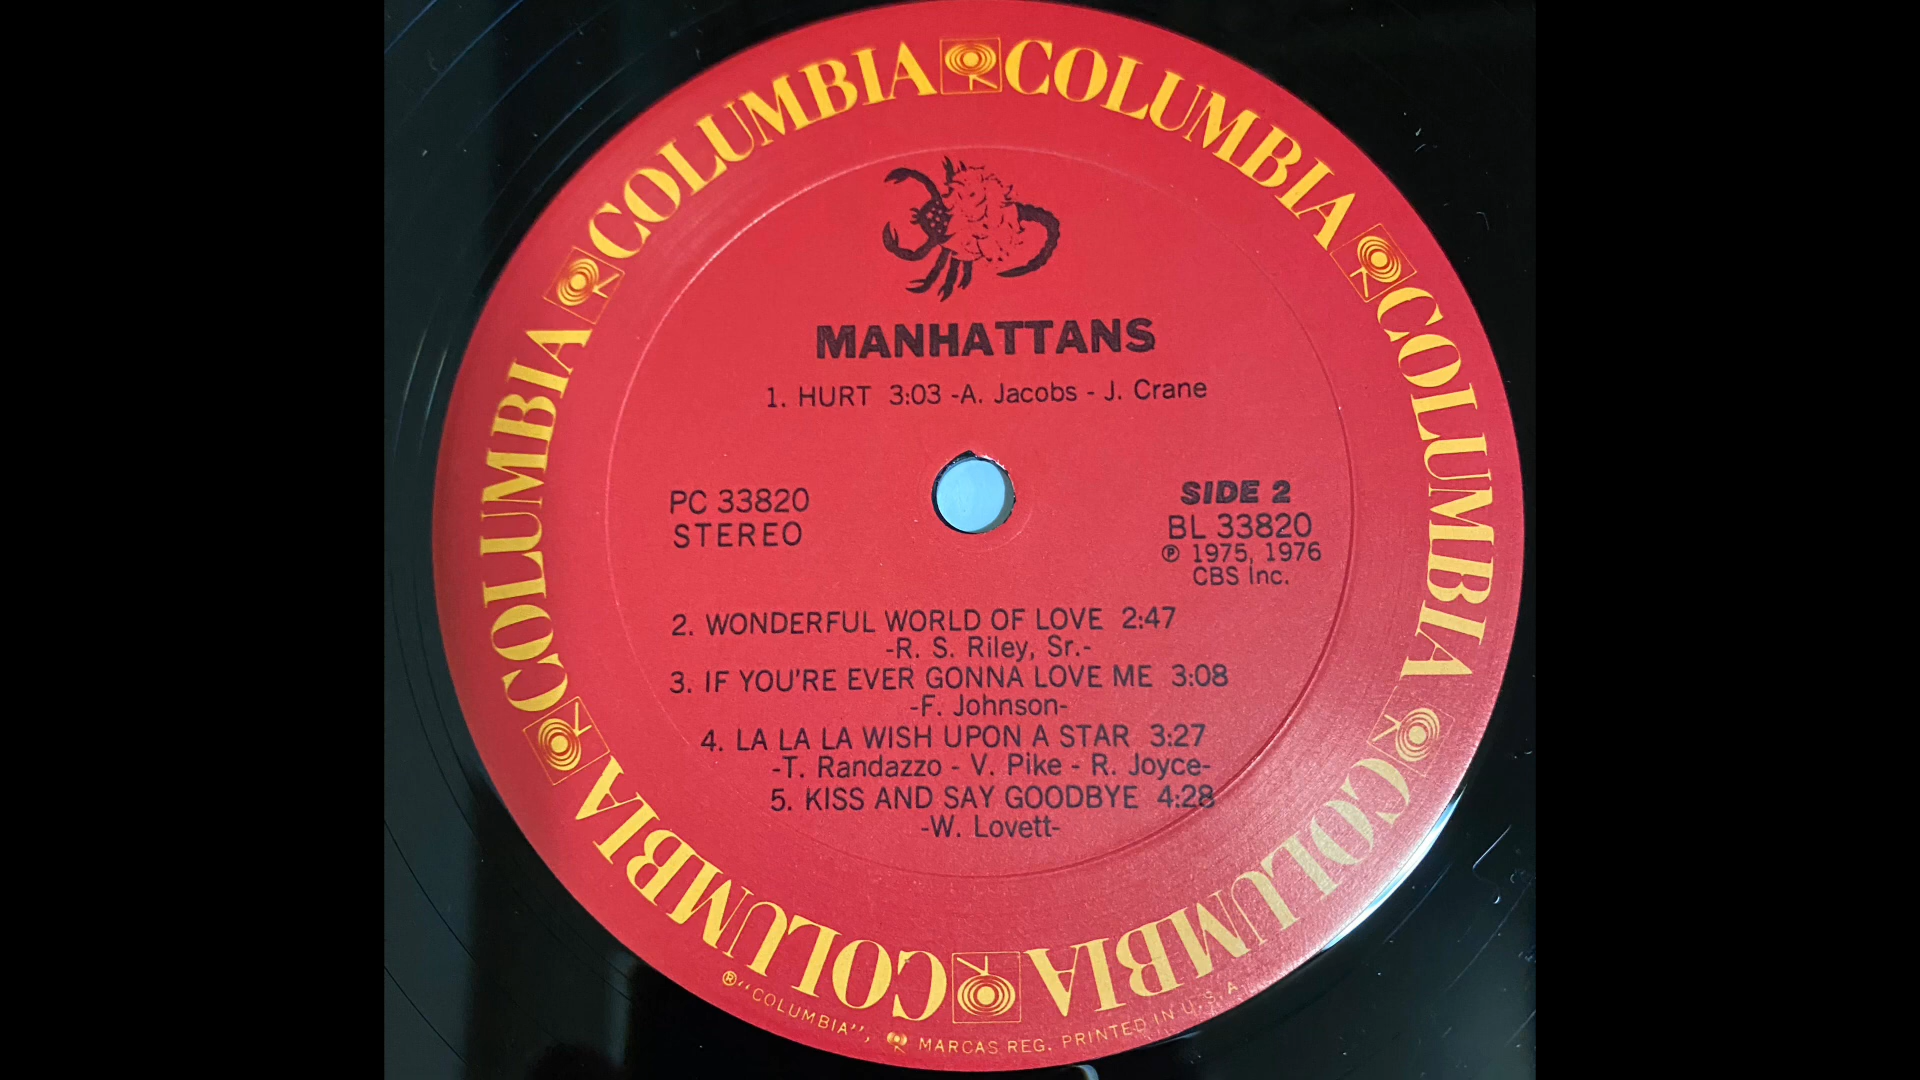 COLUMBIA COLUMBIA COLUMBIA COLUMBIA COLUMBIA COLUMBIA
MANHATTANS
1. HURT 3:03 -A. Jacobs - J. Crane
PC 33820
STEREO
SIDE 2
BL 33820
℗ 1975, 1976
CBS Inc.
2. WONDERFUL WORLD OF LOVE 2:47
-R. S. Riley, Sr.-
3. IF YOU'RE EVER GONNA LOVE ME 3:08
-F. Johnson-
4. LA LA LA WISH UPON A STAR 3:27
-T. Randazzo - V. Pike - R. Joyce-
5. KISS AND SAY GOODBYE 4:28
-W. Lovett-
® "COLUMBIA", MARCAS REG. PRINTED IN U.S.A.